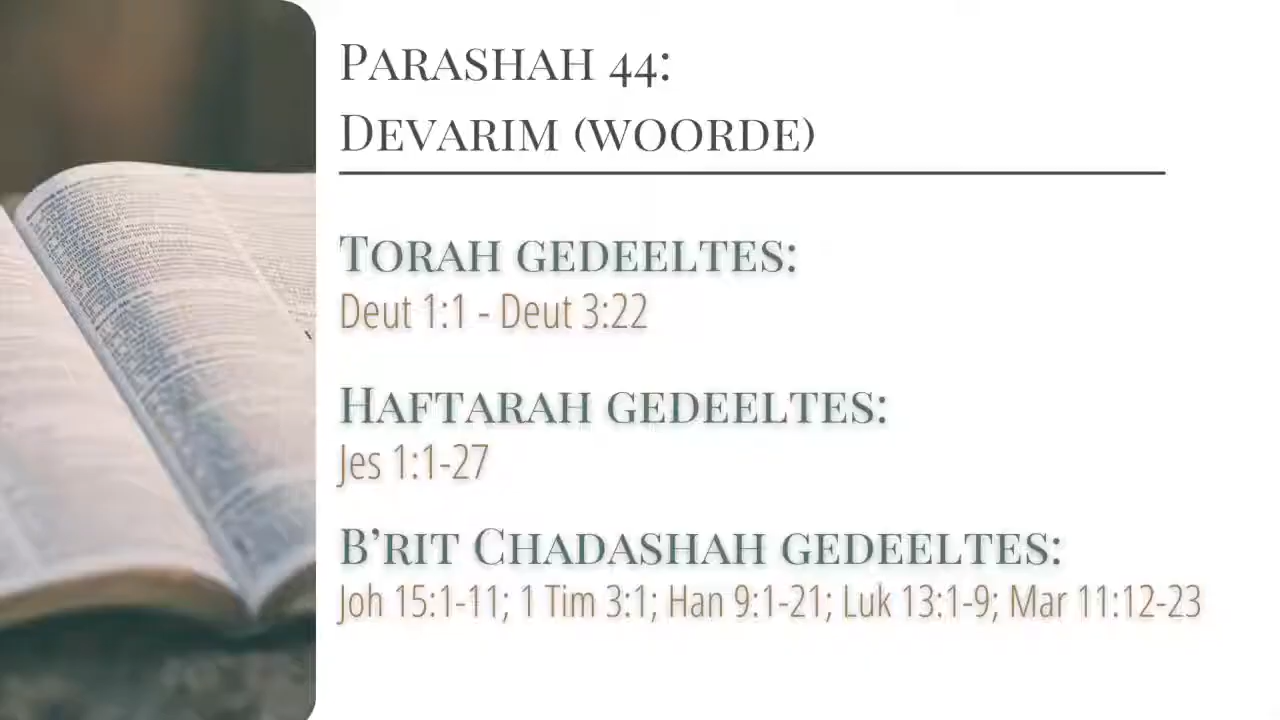 Parashah 44:
Devarim (woorde)
Torah gedeeltes:
Deut 1:1 - Deut 3:22
Haftarah gedeeltes:
Jes 1:1-27
B’rit Chadashah gedeeltes:
Joh 15:1-11; 1 Tim 3:1; Han 9:1-21; Luk 13:1-9; Mar 11:12-23